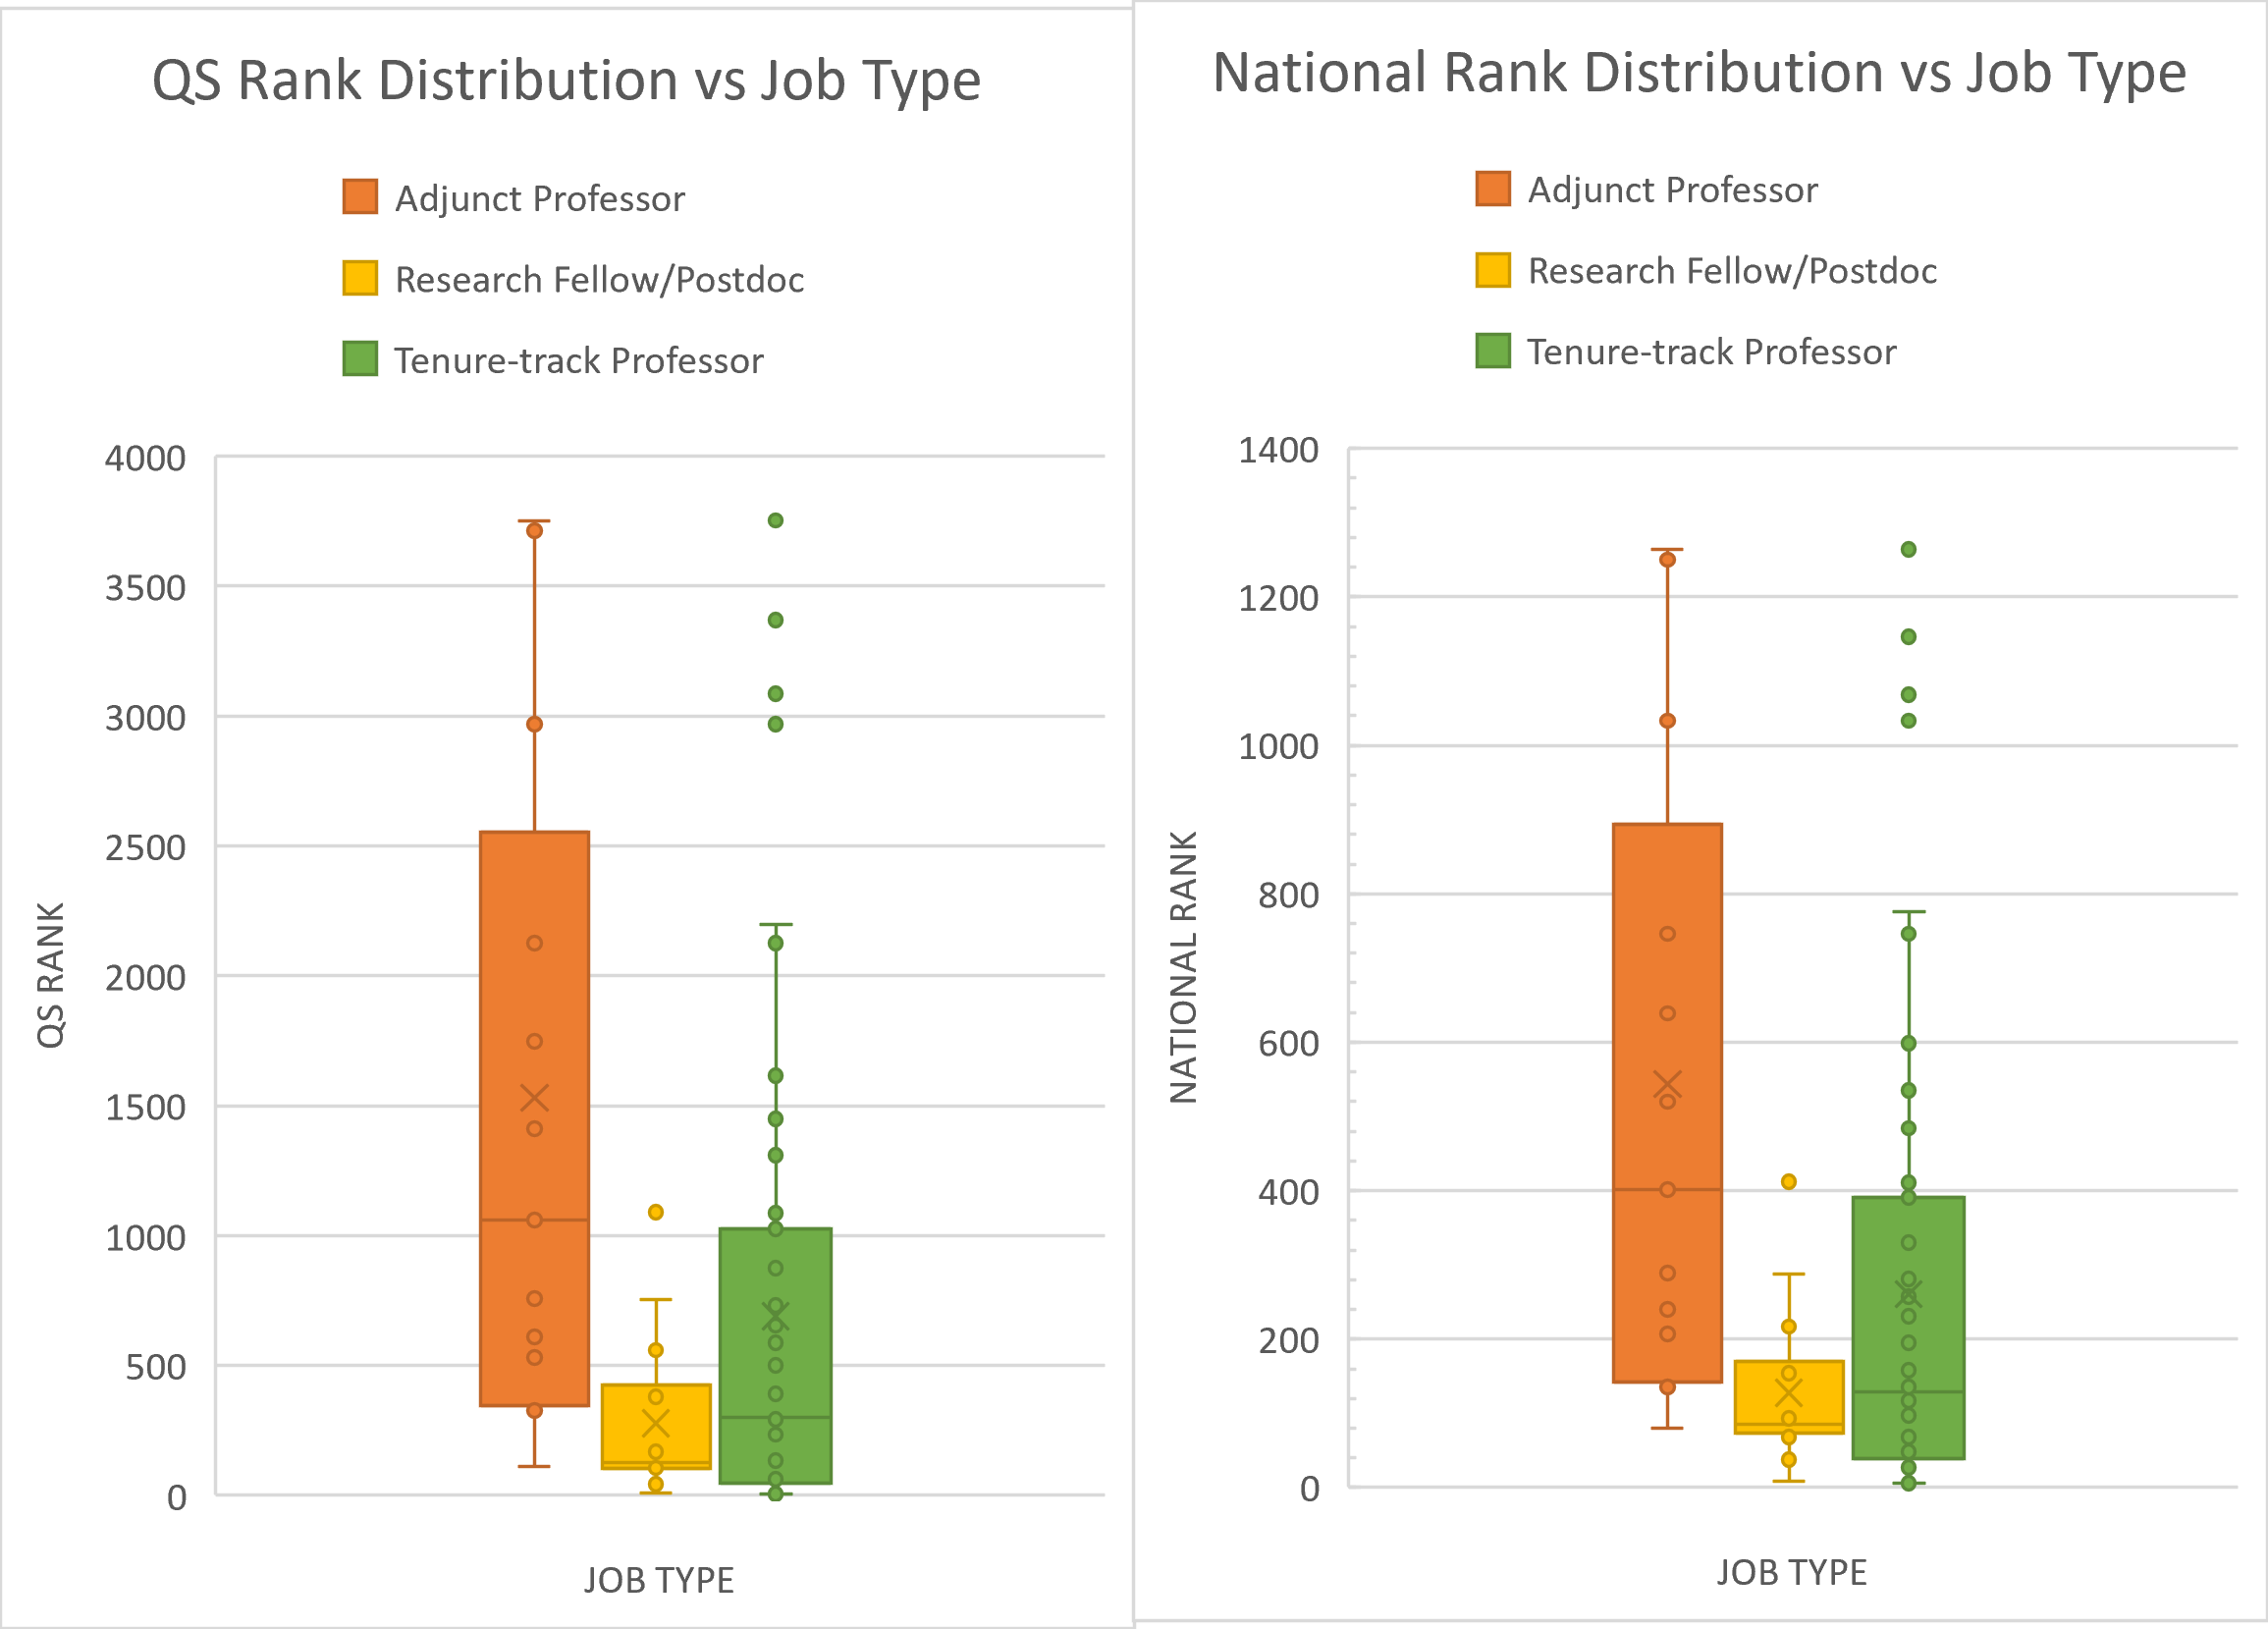 QS Rank Distribution vs Job Type
Adjunct Professor
Research Fellow/Postdoc
Tenure-track Professor
4000
3500
3000
2500
2000
1500
1000
500
0
QS RANK
JOB TYPE
National Rank Distribution vs Job Type
Adjunct Professor
Research Fellow/Postdoc
Tenure-track Professor
1400
1200
1000
800
600
400
200
0
NATIONAL RANK
JOB TYPE